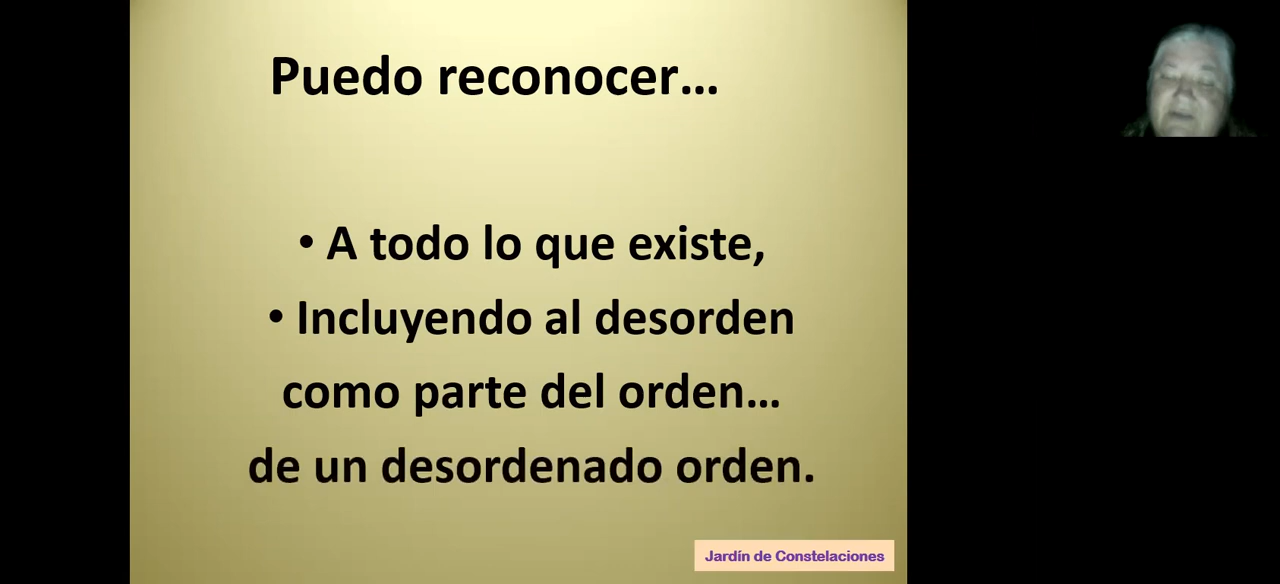 Puedo reconocer...
• A todo lo que existe,
• Incluyendo al desorden
como parte del orden...
de un desordenado orden.
Jardín de Constelaciones